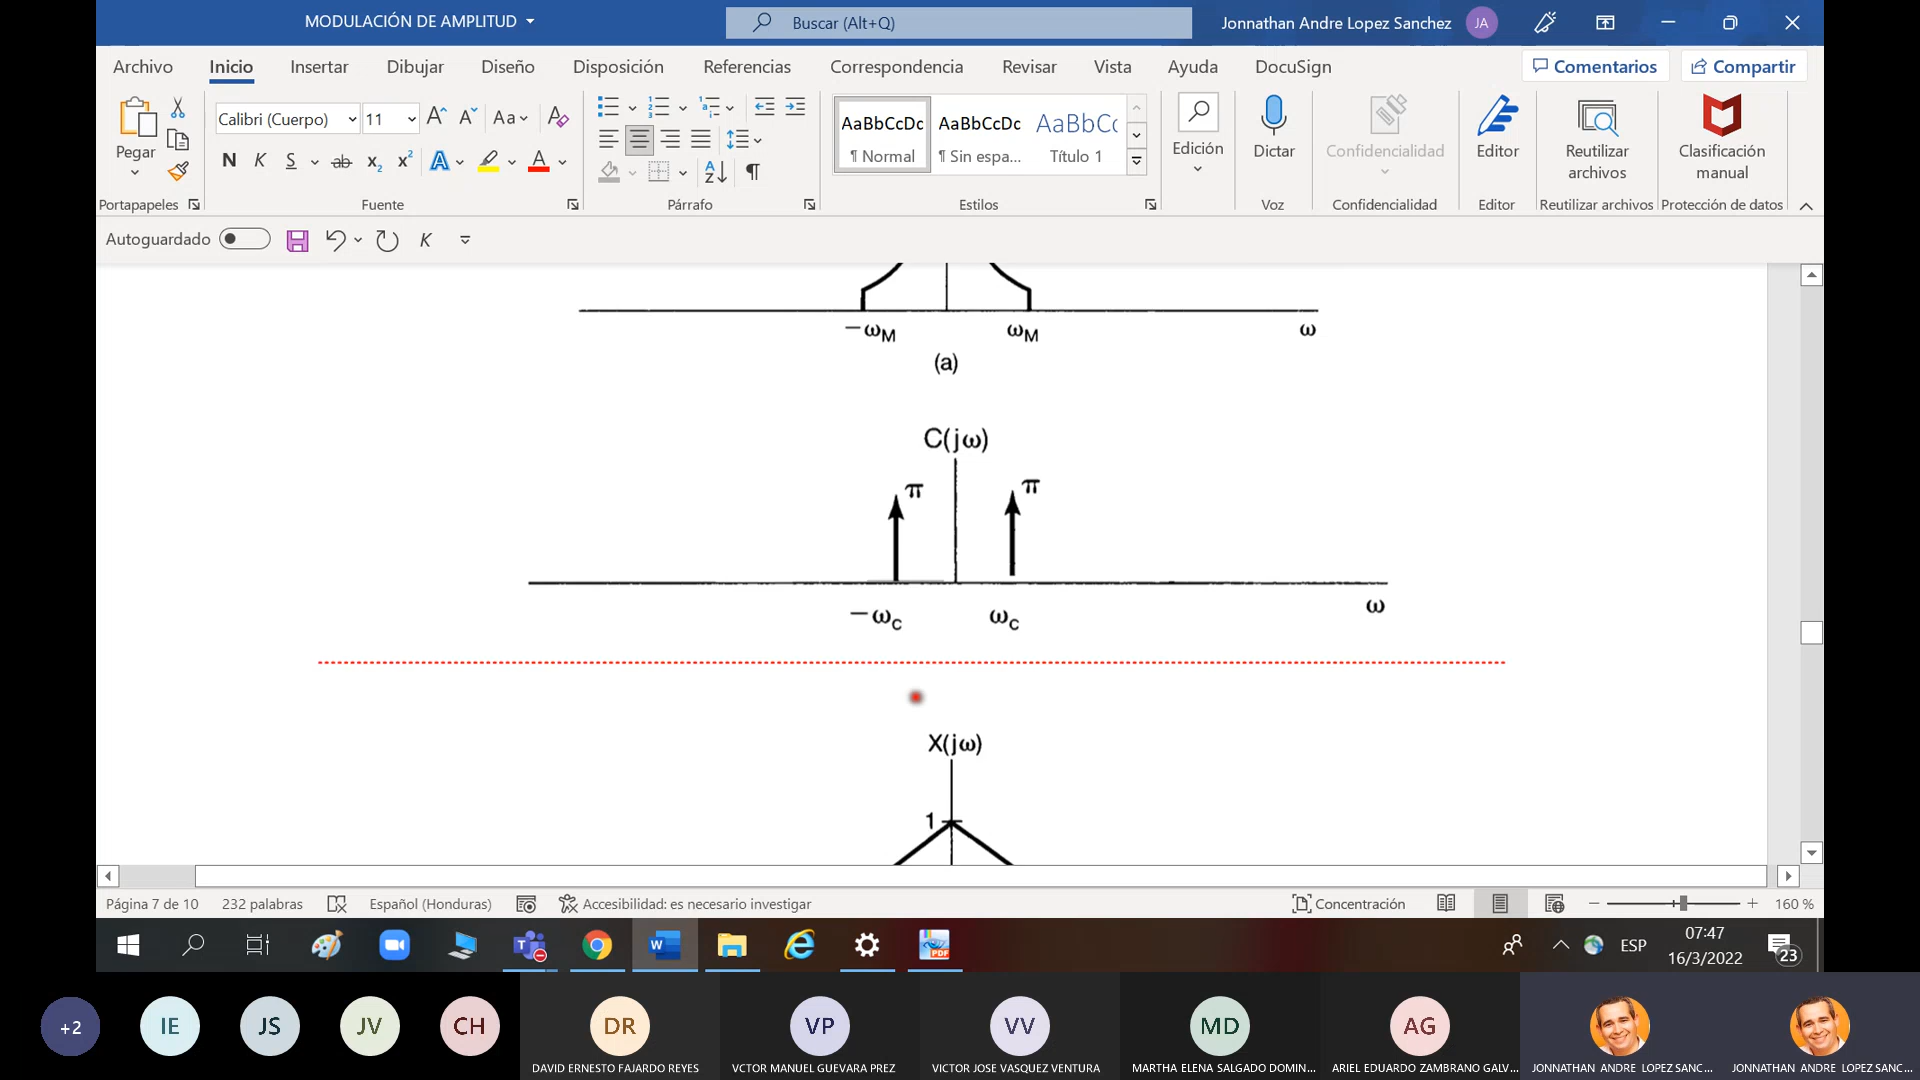 MODULACIÓN DE AMPLITUD
Buscar (Alt+Q)
Jonnathan Andre Lopez Sanchez
JA
Archivo Inicio Insertar Dibujar Diseño Disposición Referencias Correspondencia Revisar Vista Ayuda DocuSign
Comentarios
Compartir
Pegar
Calibri (Cuerpo) 11
Aa
N K S ab x₂ x² A A
AaBbCcDc AaBbCcDc AaBbCc
¶ Normal ¶ Sin espa... Título 1
Edición
Dictar
Confidencialidad
Editor
Reutilizar archivos
Clasificación manual
Portapapeles Fuente Párrafo Estilos Voz Confidencialidad Editor Reutilizar archivos Protección de datos
Autoguardado
K
−ωM ωM ω
(a)
C(jω)
π π
−ωc ωc ω
X(jω)
1
Página 7 de 10 232 palabras Español (Honduras) Accesibilidad: es necesario investigar Concentración 160 %
ESP
07:47
16/3/2022
23
+2 IE JS JV CH DR VP VV MD AG
DAVID ERNESTO FAJARDO REYES
VCTOR MANUEL GUEVARA PREZ
VICTOR JOSE VASQUEZ VENTURA
MARTHA ELENA SALGADO DOMIN...
ARIEL EDUARDO ZAMBRANO GALV...
JONNATHAN ANDRE LOPEZ SANC...
JONNATHAN ANDRE LOPEZ SANC...